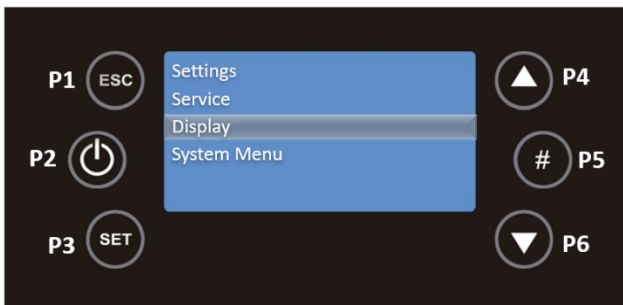 P1 ESC
P2
P3 SET
Settings
Service
Display
System Menu
P4
# P5
P6